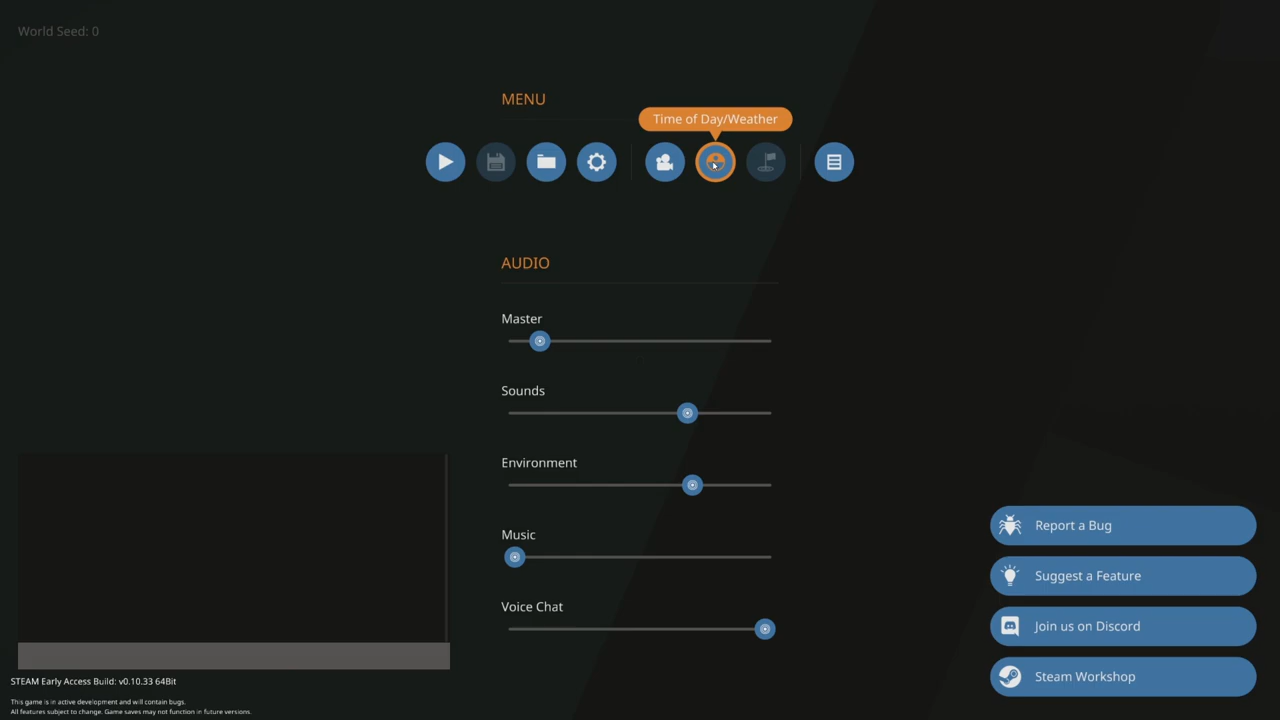 World Seed: 0
MENU
Time of Day/Weather
AUDIO
Master
Sounds
Environment
Music
Voice Chat
Report a Bug
Suggest a Feature
Join us on Discord
Steam Workshop
STEAM Early Access Build: v0.10.33 64Bit
This game is in active development and will contain bugs.
All features subject to change. Game saves may not function in future versions.